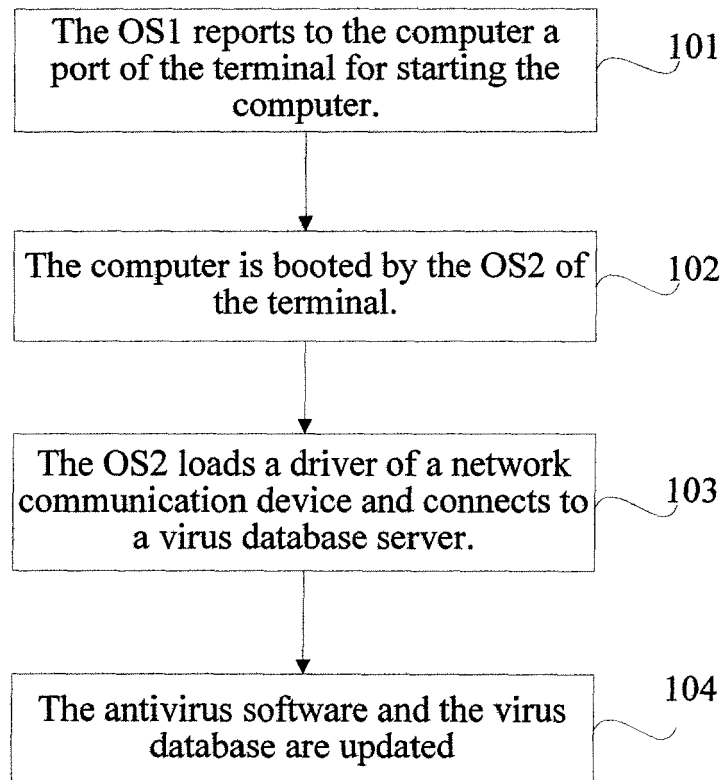 The OS1 reports to the computer a
port of the terminal for starting the
computer.
101
The computer is booted by the OS2 of
the terminal.
102
The OS2 loads a driver of a network
communication device and connects to
a virus database server.
103
The antivirus software and the virus
database are updated
104